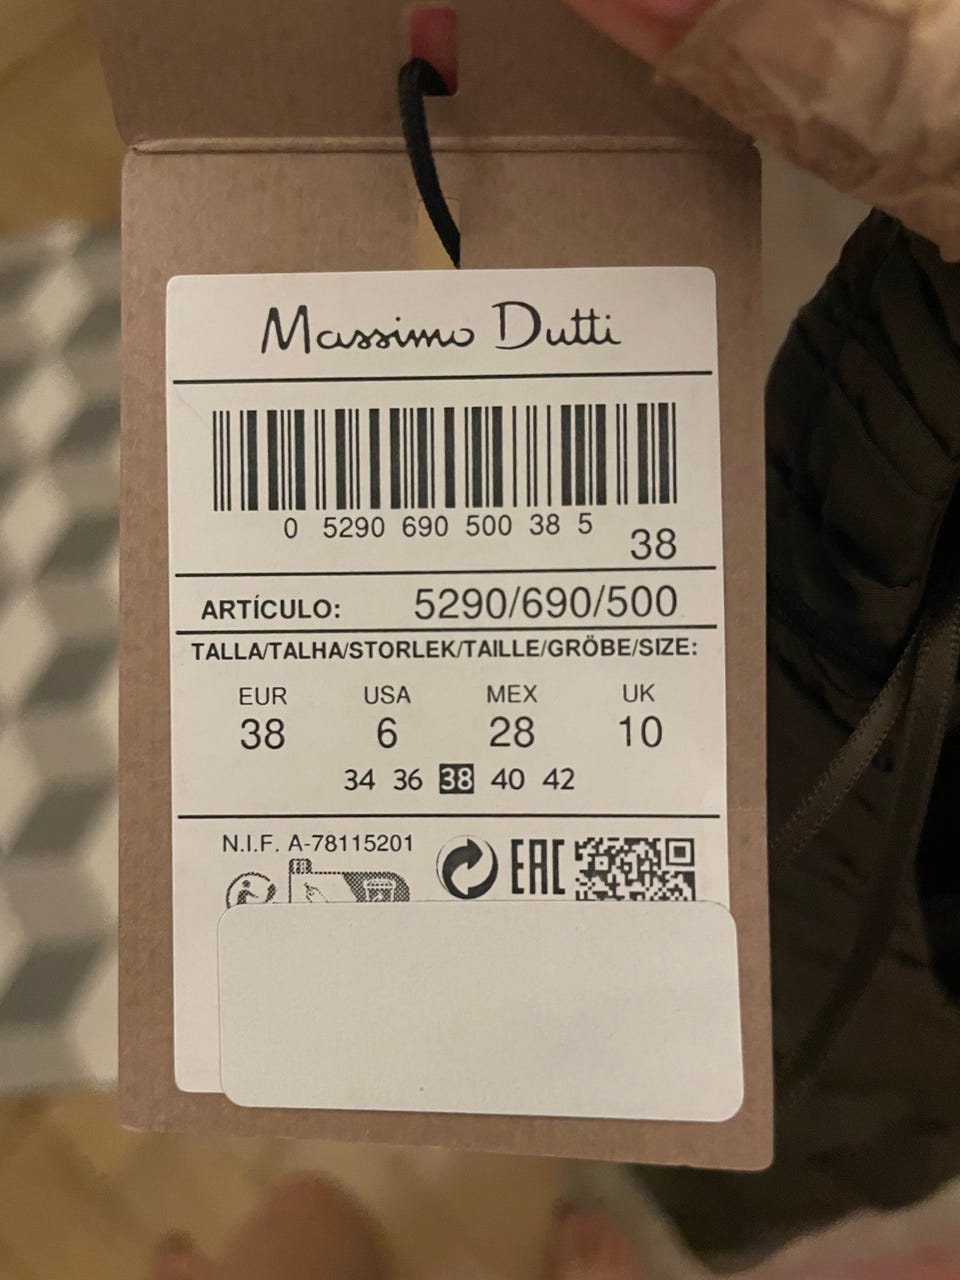 Massimo Dutti
0 5290 690 500 38 5
38
ARTÍCULO: 5290/690/500
TALLA/TALHA/STORLEK/TAILLE/GRÖBE/SIZE:
EUR USA MEX UK
38 6 28 10
34 36 38 40 42
N.I.F. A-78115201
FR
EAC